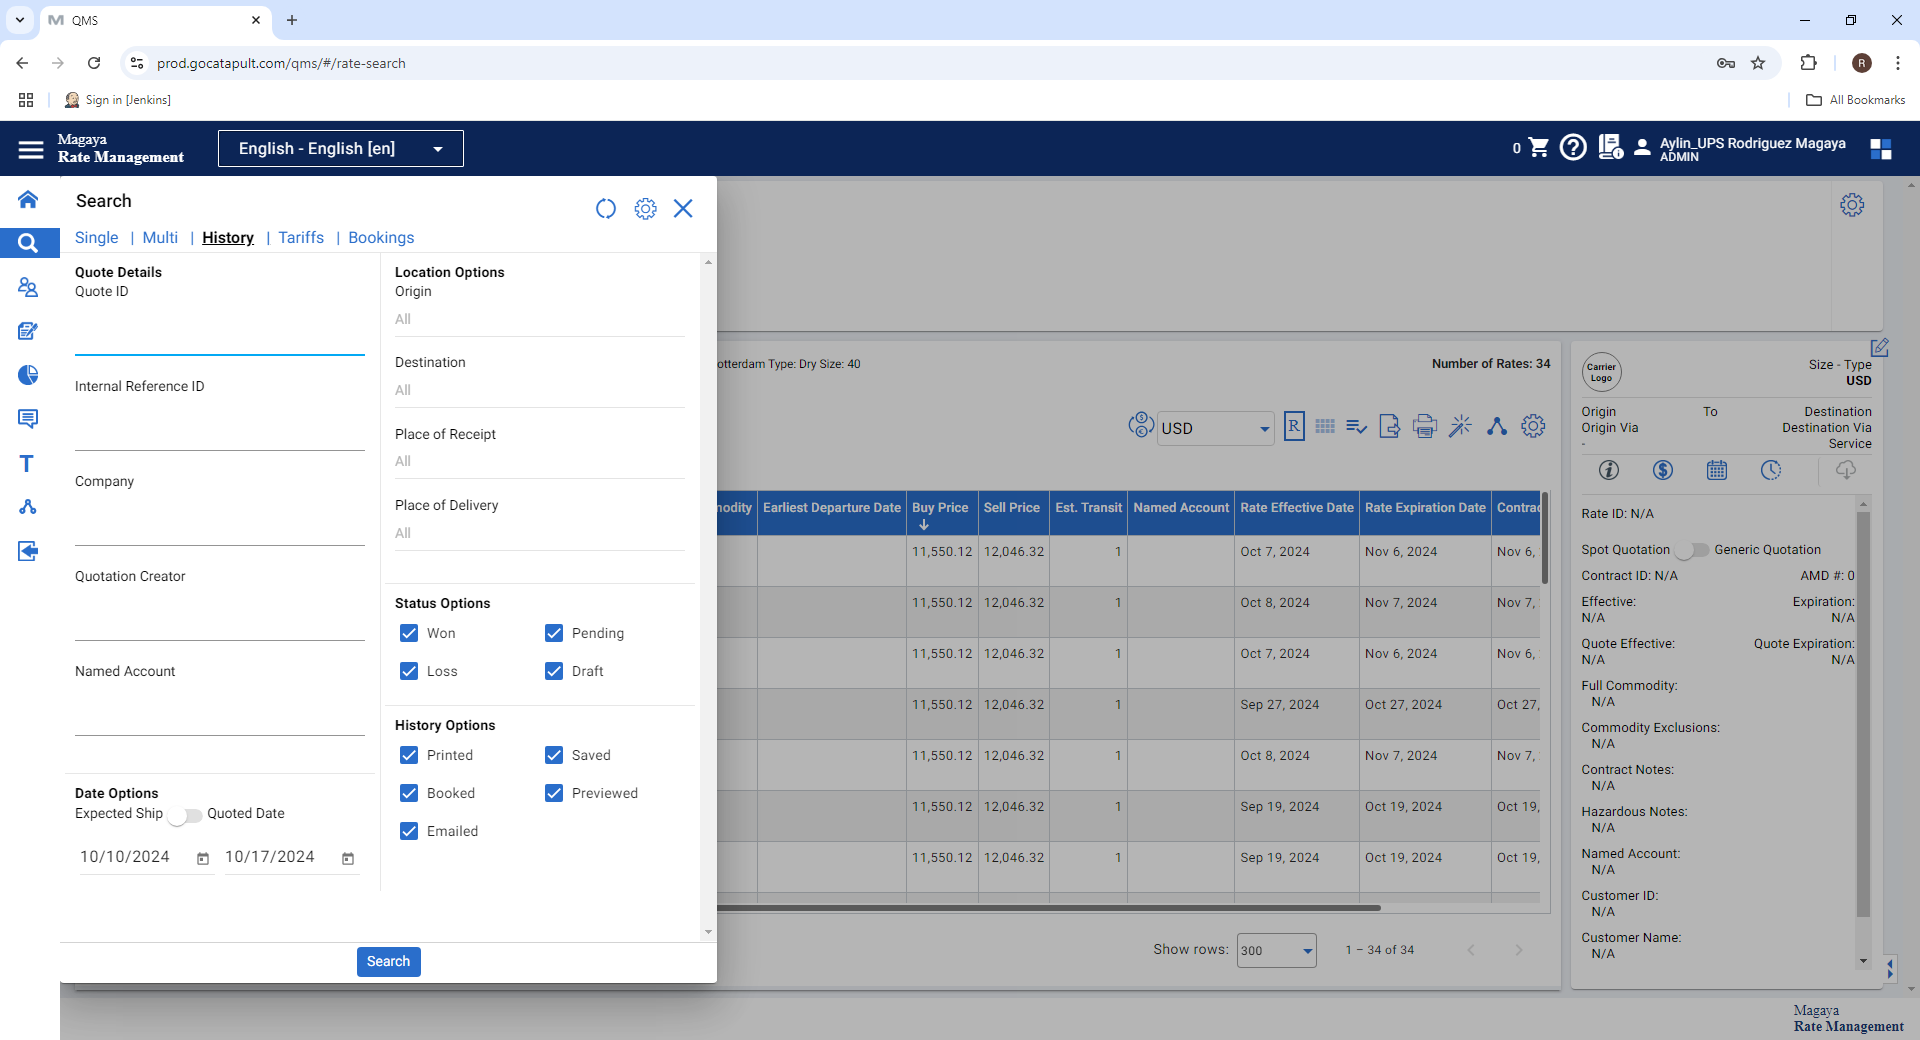 QMS
prod.gocatapult.com/qms/#/rate-search
R
Sign in [Jenkins]
All Bookmarks
Magaya
Rate Management
English - English [en]
0
Aylin_UPS Rodriguez Magaya
ADMIN
Search
Single | Multi | History | Tariffs | Bookings
Quote Details
Quote ID
Internal Reference ID
Company
Quotation Creator
Named Account
Date Options
Expected Ship Quoted Date
10/10/2024 10/17/2024
Location Options
Origin
All
Destination
All
Place of Receipt
All
Place of Delivery
All
Status Options
Won Pending
Loss Draft
History Options
Printed Saved
Booked Previewed
Emailed
Search
otterdam Type: Dry Size: 40
Number of Rates: 34
USD
R
nodity Earliest Departure Date Buy Price Sell Price Est. Transit Named Account Rate Effective Date Rate Expiration Date Contrac
11,550.12 12,046.32 1 Oct 7, 2024 Nov 6, 2024 Nov 6,
11,550.12 12,046.32 1 Oct 8, 2024 Nov 7, 2024 Nov 7,
11,550.12 12,046.32 1 Oct 7, 2024 Nov 6, 2024 Nov 6,
11,550.12 12,046.32 1 Sep 27, 2024 Oct 27, 2024 Oct 27,
11,550.12 12,046.32 1 Oct 8, 2024 Nov 7, 2024 Nov 7,
11,550.12 12,046.32 1 Sep 19, 2024 Oct 19, 2024 Oct 19,
11,550.12 12,046.32 1 Sep 19, 2024 Oct 19, 2024 Oct 19,
Show rows: 300 1 – 34 of 34
Carrier
Logo
Size - Type
USD
Origin To Destination
Origin Via Destination Via
- Service
Rate ID: N/A
Spot Quotation Generic Quotation
Contract ID: N/A AMD #: 0
Effective: Expiration:
N/A N/A
Quote Effective: Quote Expiration:
N/A N/A
Full Commodity:
N/A
Commodity Exclusions:
N/A
Contract Notes:
N/A
Hazardous Notes:
N/A
Named Account:
N/A
Customer ID:
N/A
Customer Name:
N/A
Magaya
Rate Management